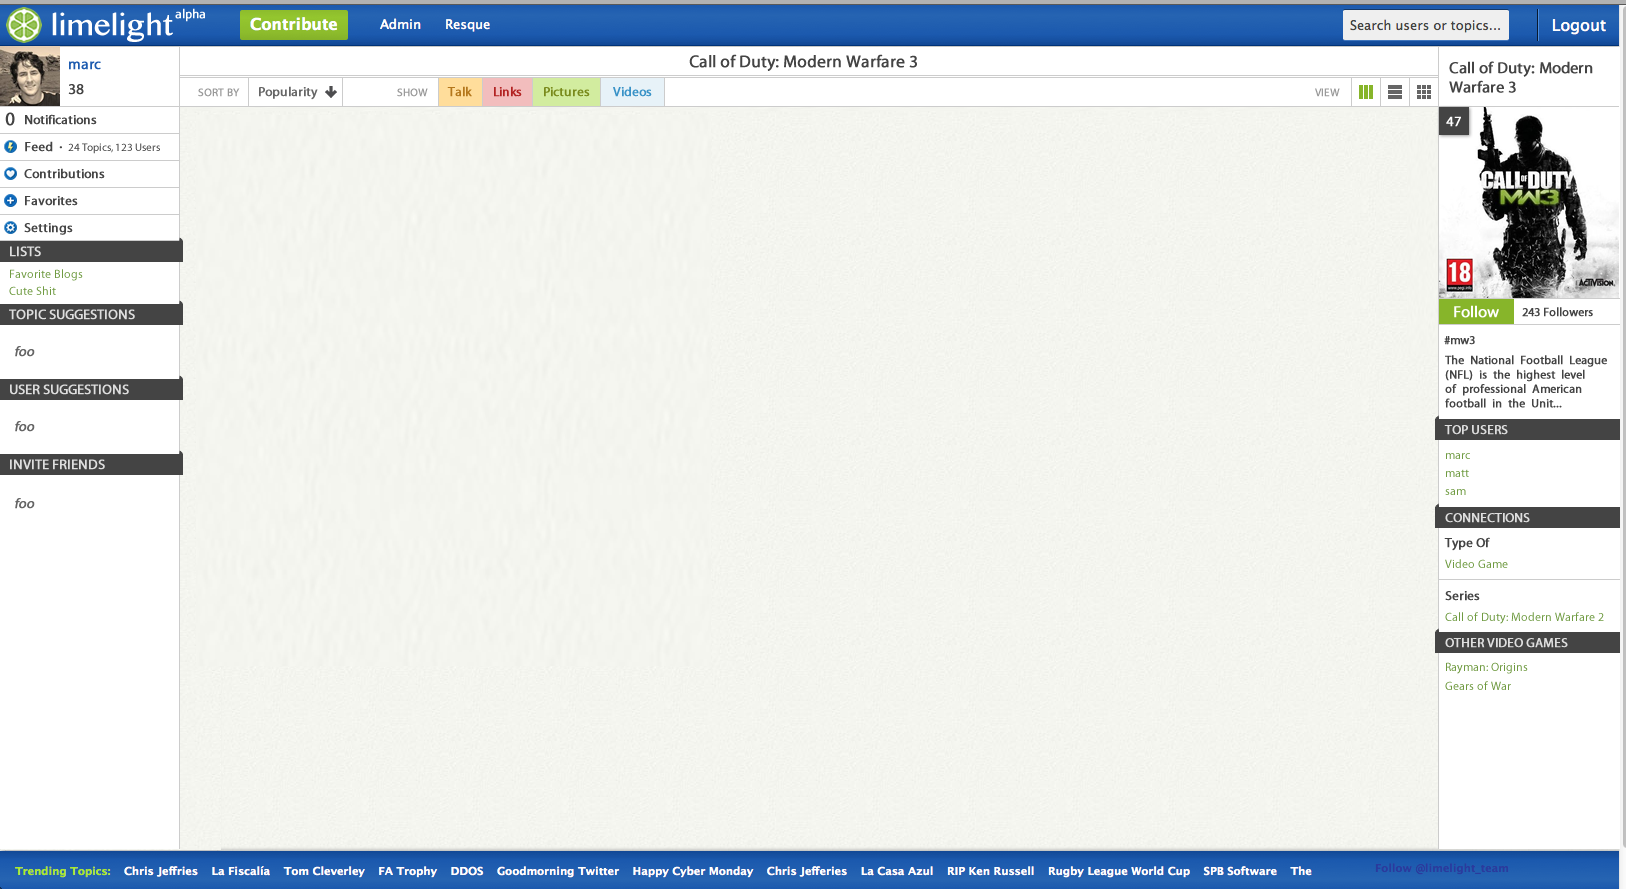 limelight alpha
Contribute
Admin
Resque
Search users or topics...
Logout
marc
38
0 Notifications
Feed · 24 Topics, 123 Users
Contributions
Favorites
Settings
LISTS
Favorite Blogs
Cute Shit
TOPIC SUGGESTIONS
foo
USER SUGGESTIONS
foo
INVITE FRIENDS
foo
Call of Duty: Modern Warfare 3
SORT BY
Popularity
SHOW
Talk
Links
Pictures
Videos
VIEW
Call of Duty: Modern
Warfare 3
47
CALL OF DUTY
MW3
18
ACTIVISION.
Follow
243 Followers
#mw3
The National Football League
(NFL) is the highest level
of professional American
football in the Unit...
TOP USERS
marc
matt
sam
CONNECTIONS
Type Of
Video Game
Series
Call of Duty: Modern Warfare 2
OTHER VIDEO GAMES
Rayman: Origins
Gears of War
Trending Topics: Chris Jeffries La Fiscalía Tom Cleverley FA Trophy DDOS Goodmorning Twitter Happy Cyber Monday Chris Jefferies La Casa Azul RIP Ken Russell Rugby League World Cup SPB Software The
Follow @limelight_team